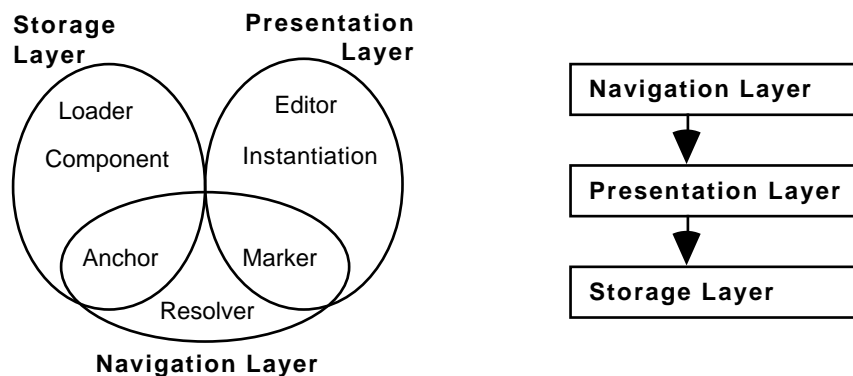 Storage
Layer
Presentation
Layer
Loader
Component
Editor
Instantiation
Anchor
Marker
Resolver
Navigation Layer
Navigation Layer
Presentation Layer
Storage Layer